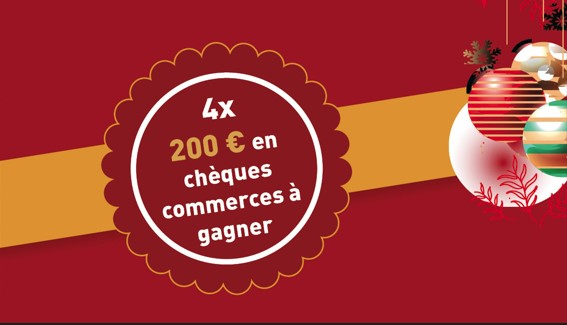 4x
200 € en
chèques
commerces à
gagner